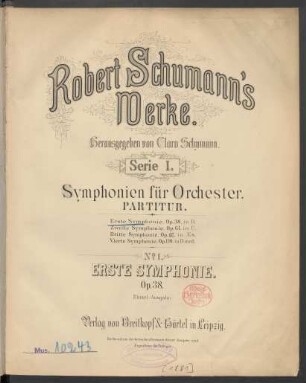 Robert Schumann's
Werke.
Herausgegeben von Clara Schumann.
Serie I.
Symphonien für Orchester.
PARTITUR.
Erste Symphonie, Op. 38, in B.
Zweite Symphonie, Op. 61, in C.
Dritte Symphonie, Op. 97, in Es.
Vierte Symphonie, Op. 120, in D moll.
No. 1.
ERSTE SYMPHONIE.
Op. 38.
Verlag von Breitkopf & Härtel in Leipzig.
Mus. 10243